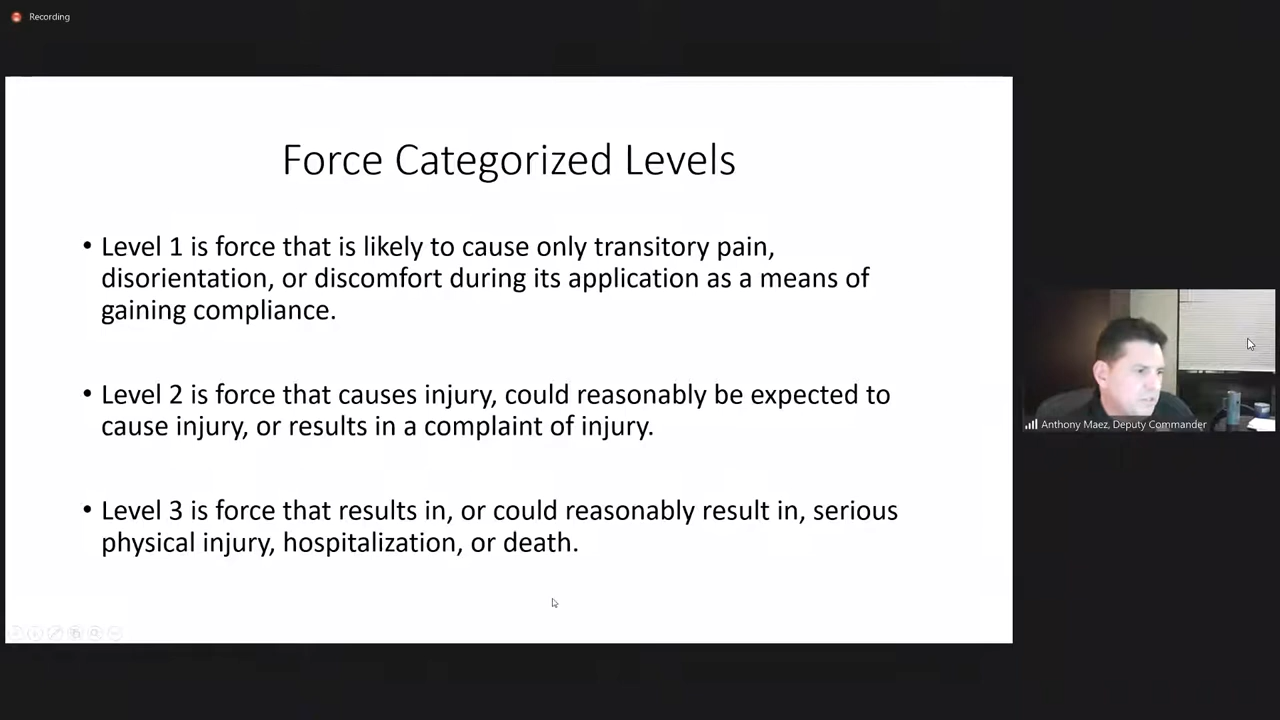 Recording
Force Categorized Levels
• Level 1 is force that is likely to cause only transitory pain,
disorientation, or discomfort during its application as a means of
gaining compliance.
• Level 2 is force that causes injury, could reasonably be expected to
cause injury, or results in a complaint of injury.
• Level 3 is force that results in, or could reasonably result in, serious
physical injury, hospitalization, or death.
Anthony Maez, Deputy Commander